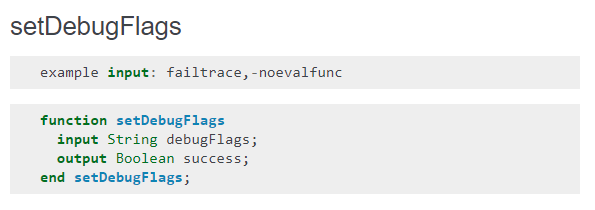 setDebugFlags
example input: failtrace,-noevalfunc
function setDebugFlags
input String debugFlags;
output Boolean success;
end setDebugFlags;